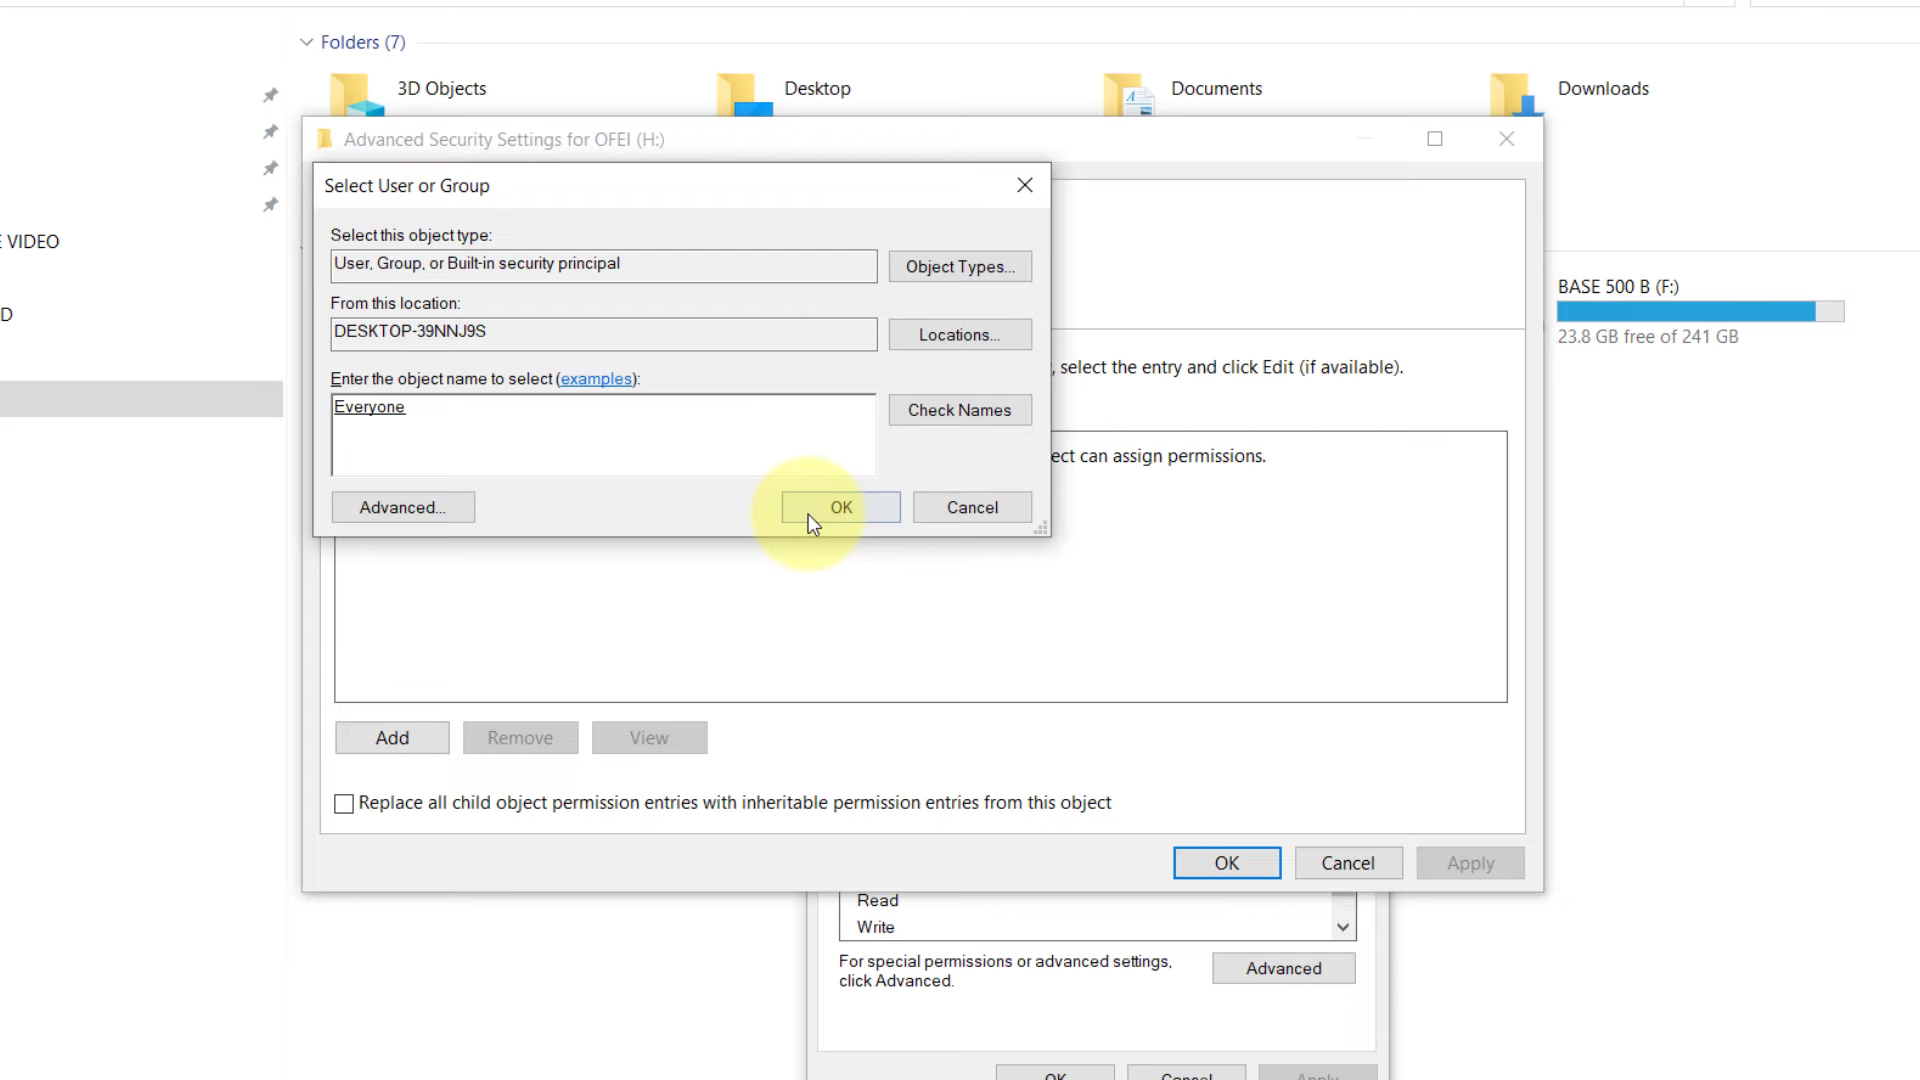 Folders (7)
3D Objects
Desktop
Documents
Downloads
Advanced Security Settings for OFEI (H:)
Select User or Group
Select this object type:
User, Group, or Built-in security principal
Object Types...
From this location:
DESKTOP-39NNJ9S
Locations...
Enter the object name to select (examples):
Everyone
Check Names
Advanced...
OK
Cancel
E VIDEO
D
BASE 500 B (F:)
23.8 GB free of 241 GB
, select the entry and click Edit (if available).
ect can assign permissions.
Add
Remove
View
Replace all child object permission entries with inheritable permission entries from this object
OK
Cancel
Apply
Read
Write
For special permissions or advanced settings,
click Advanced.
Advanced
OK
Cancel
Apply